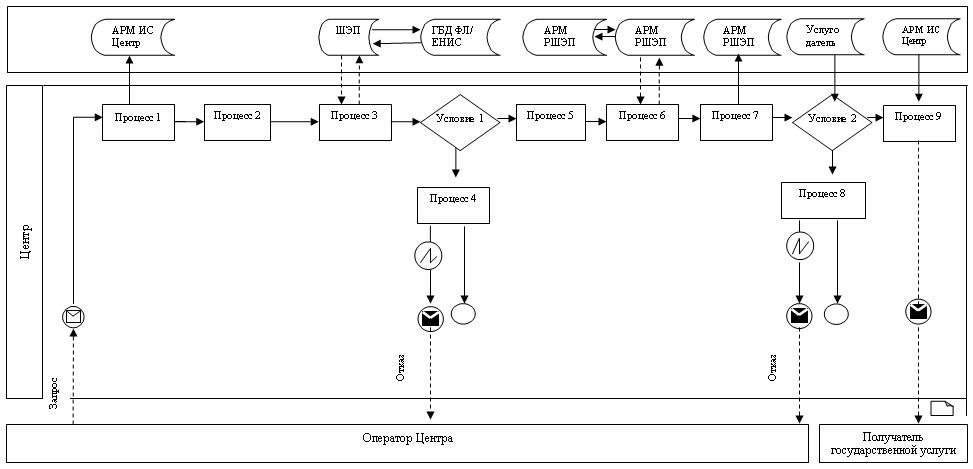 АРМ ИС
Центр
ШЭП
ГБД ФЛ/
ЕНИС
АРМ
РШЭП
АРМ
РШЭП
АРМ
РШЭП
Услуго
датель
АРМ ИС
Центр
Процесс 1
Процесс 2
Процесс 3
Условие 1
Процесс 5
Процесс 6
Процесс 7
Условие 2
Процесс 9
Процесс 4
Процесс 8
Центр
Запрос
Отказ
Отказ
Оператор Центра
Получатель
государственной услуги